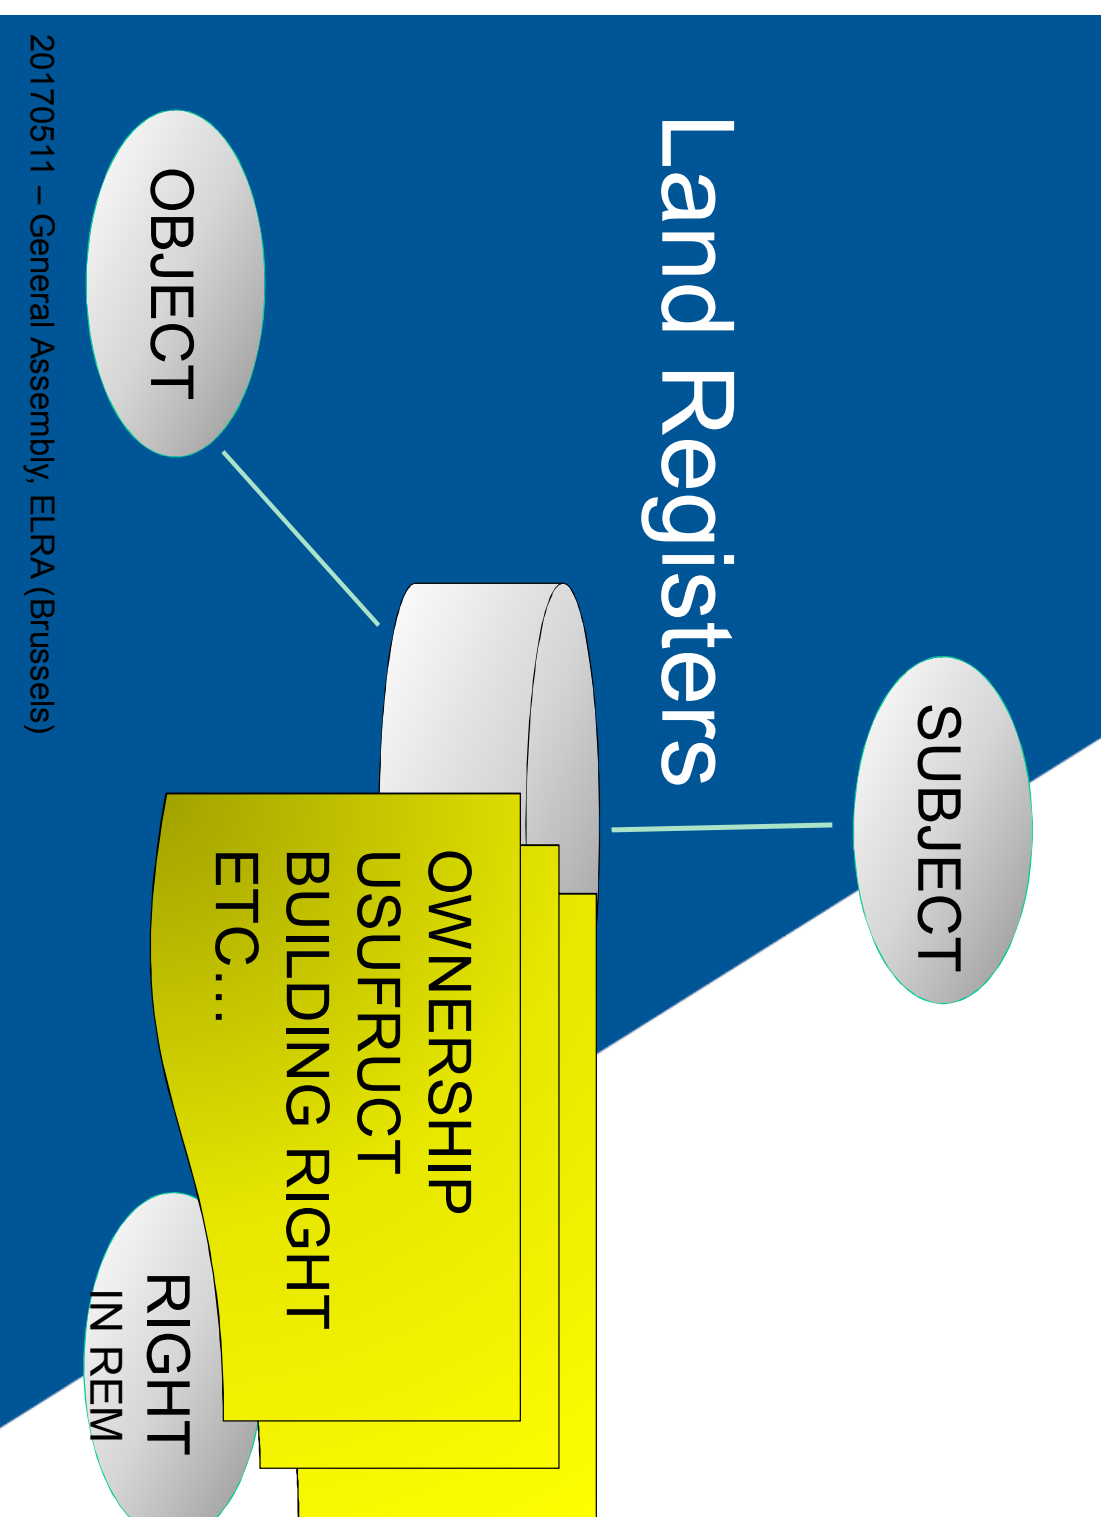 Land Registers
SUBJECT
OWNERSHIP
USUFRUCT
BUILDING RIGHT
ETC…
OBJECT
RIGHT
IN REM
20170511 – General Assembly, ELRA (Brussels)